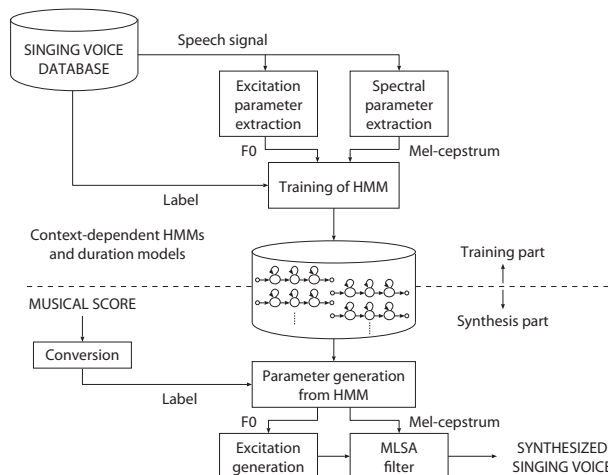 SINGING VOICE
DATABASE
Speech signal
Excitation
parameter
extraction
Spectral
parameter
extraction
F0
Mel-cepstrum
Label
Training of HMM
Context-dependent HMMs
and duration models
Training part
MUSICAL SCORE
Synthesis part
Conversion
Label
Parameter generation
from HMM
F0
Mel-cepstrum
Excitation
generation
MLSA
filter
SYNTHESIZED
SINGING VOICE